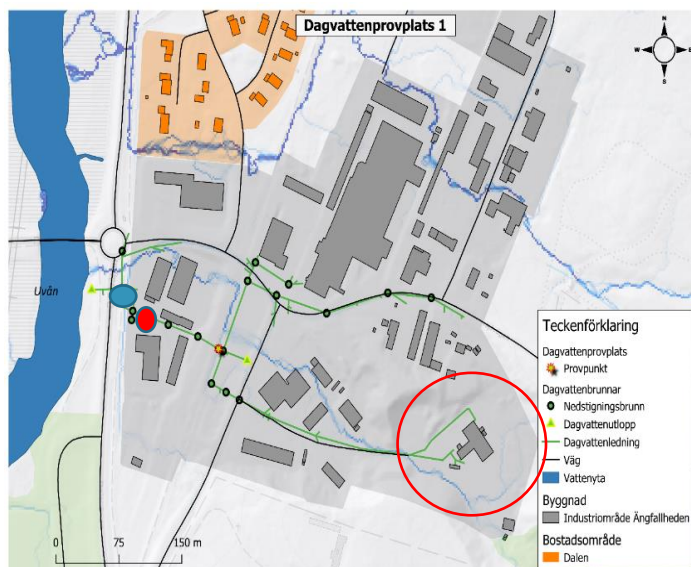 Dagvattenprovplats 1
N
W E
S
Uvån
Teckenförklaring
Dagvattenprovplats
Provpunkt
Dagvattenbrunnar
Nedstigningsbrunn
Dagvattenutlopp
Dagvattenledning
Väg
Vattenyta
Byggnad
Industriområde Ängfallheden
Bostadsområde
Dalen
0 75 150 m